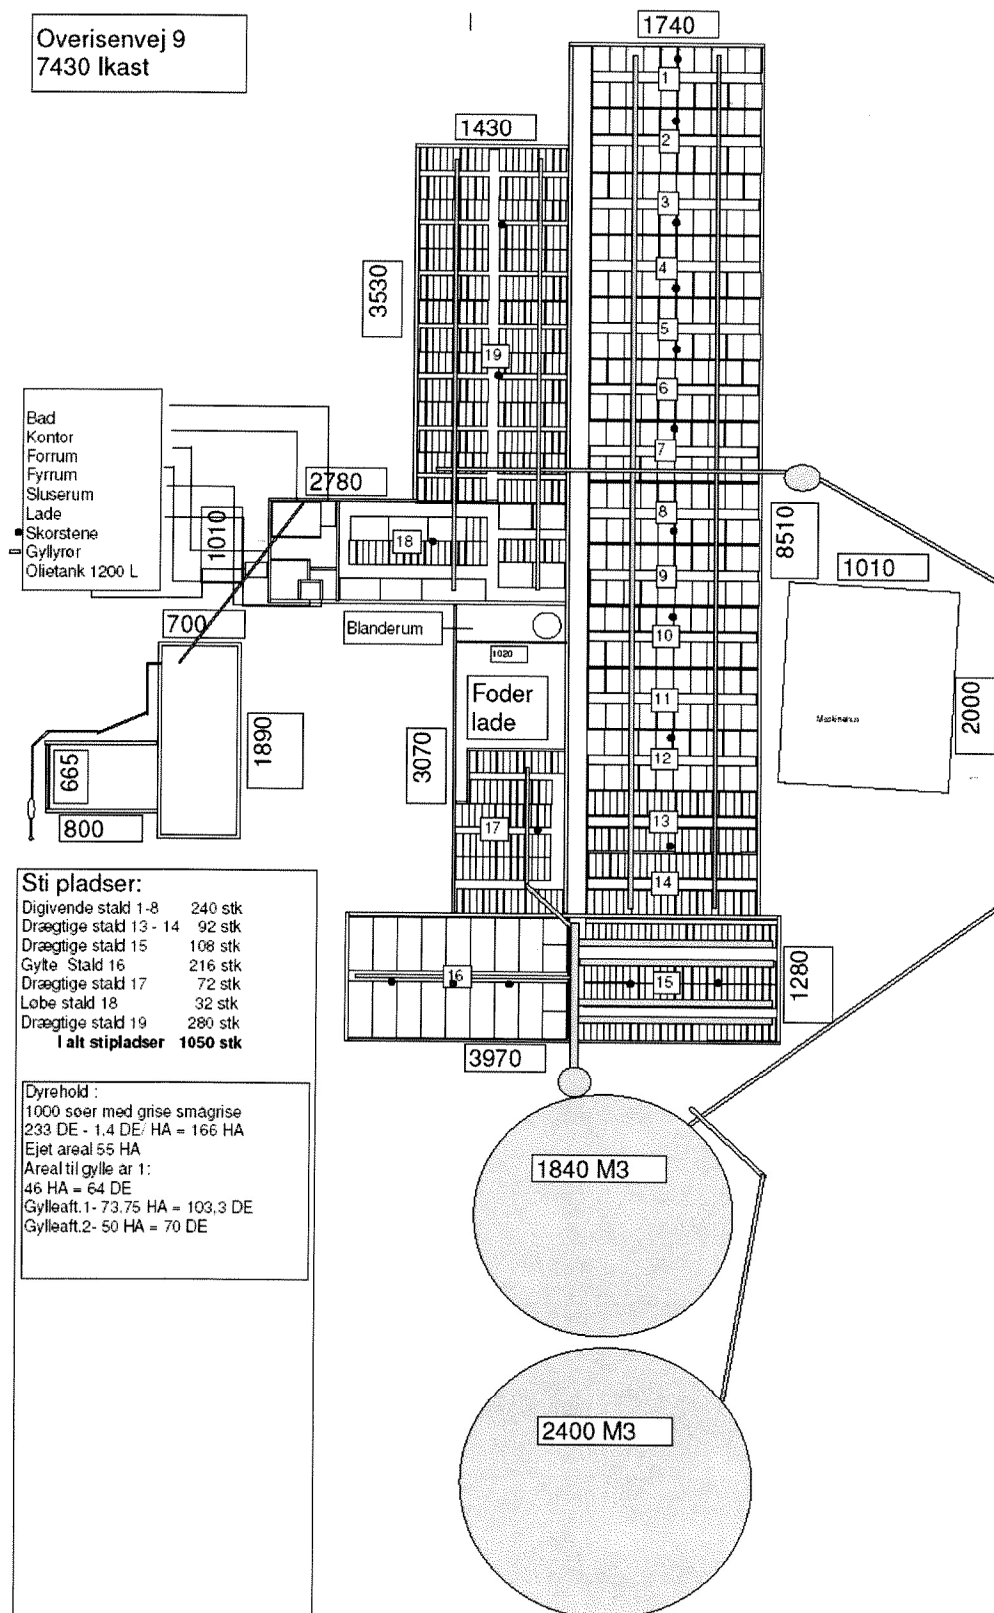 Overisenvej 9
7430 Ikast
1740
1430
3530
1
2
3
4
5
6
7
8
9
10
11
12
13
14
19
Bad
Kontor
Forrum
Fyrrum
Sluserum
Lade
Skorstene
Gyllyrør
Olietank 1200 L
2780
1010
18
8510
1010
700
Blanderum
1020
Foder
lade
2000
1890
3070
665
800
17
Sti pladser:
Digivende stald 1-8 240 stk
Drægtige stald 13 - 14 92 stk
Drægtige stald 15 108 stk
Gylte Stald 16 216 stk
Drægtige stald 17 72 stk
Løbe stald 18 32 stk
Drægtige stald 19 280 stk
I alt stipladser 1050 stk
16
15
1280
3970
Dyrehold :
1000 søer med grise smågrise
233 DE - 1,4 DE/ HA = 166 HA
Ejet areal 55 HA
Areal til gylle år 1:
46 HA = 64 DE
Gylleaft.1- 73.75 HA = 103,3 DE
Gylleaft.2- 50 HA = 70 DE
1840 M3
2400 M3